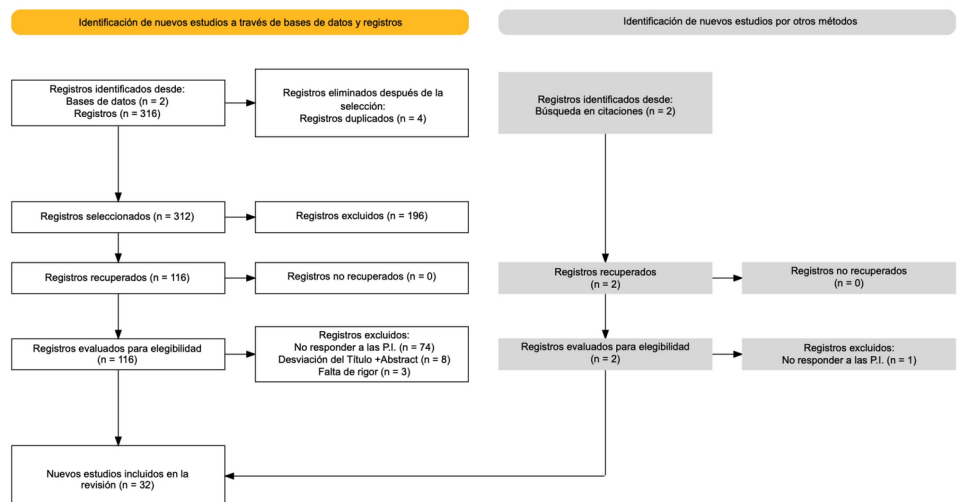 Identificación de nuevos estudios a través de bases de datos y registros
Identificación de nuevos estudios por otros métodos
Registros identificados desde:
Bases de datos (n = 2)
Registros (n = 316)
Registros eliminados después de la
selección:
Registros duplicados (n = 4)
Registros identificados desde:
Búsqueda en citaciones (n = 2)
Registros seleccionados (n = 312)
Registros excluidos (n = 196)
Registros recuperados (n = 116)
Registros no recuperados (n = 0)
Registros recuperados
(n = 2)
Registros no recuperados
(n = 0)
Registros evaluados para elegibilidad
(n = 116)
Registros excluidos:
No responder a las P.I. (n = 74)
Desviación del Título +Abstract (n = 8)
Falta de rigor (n = 3)
Registros evaluados para elegibilidad
(n = 2)
Registros excluidos:
No responder a las P.I. (n = 1)
Nuevos estudios incluidos en la
revisión (n = 32)